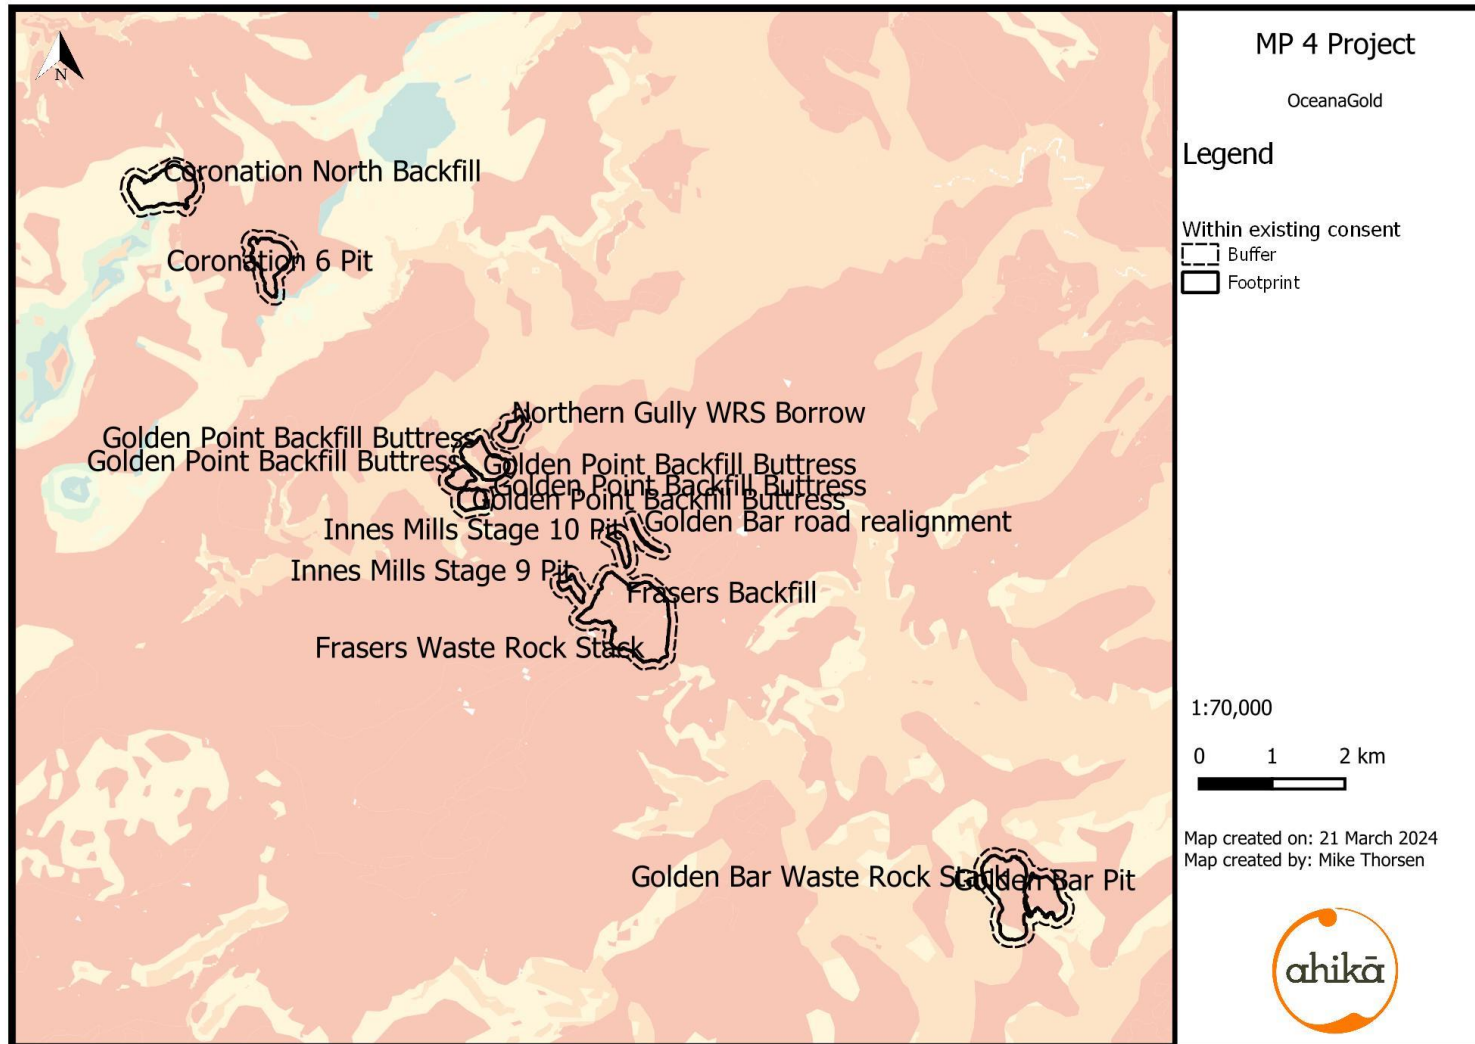 N
Coronation North Backfill
Coronation 6 Pit
Northern Gully WRS Borrow
Golden Point Backfill Buttress
Golden Point Backfill Buttress
Golden Point Backfill Buttress
Golden Point Backfill Buttress
Golden Point Backfill Buttress
Innes Mills Stage 10 Pit
Golden Bar road realignment
Innes Mills Stage 9 Pit
Frasers Backfill
Frasers Waste Rock Stack
Golden Bar Waste Rock Stack
Golden Bar Pit
MP 4 Project
OceanaGold
Legend
Within existing consent
Buffer
Footprint
1:70,000
0 1 2 km
Map created on: 21 March 2024
Map created by: Mike Thorsen
ahikā